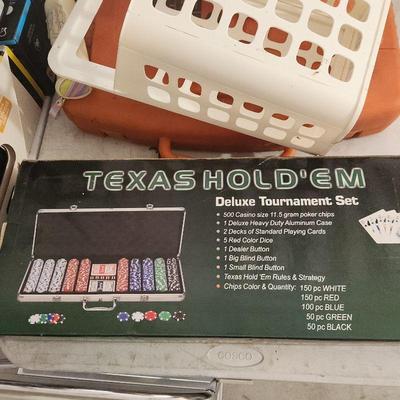 TEXAS HOLD'EM
Deluxe Tournament Set
• 500 Casino size 11.5 gram poker chips
• 1 Deluxe Heavy Duty Aluminum Case
• 2 Decks of Standard Playing Cards
• 5 Red Color Dice
• 1 Dealer Button
• 1 Big Blind Button
• 1 Small Blind Button
• Texas Hold 'Em Rules & Strategy
• Chips Color & Quantity: 150 pc WHITE
150 pc RED
100 pc BLUE
50 pc GREEN
50 pc BLACK
COSCO